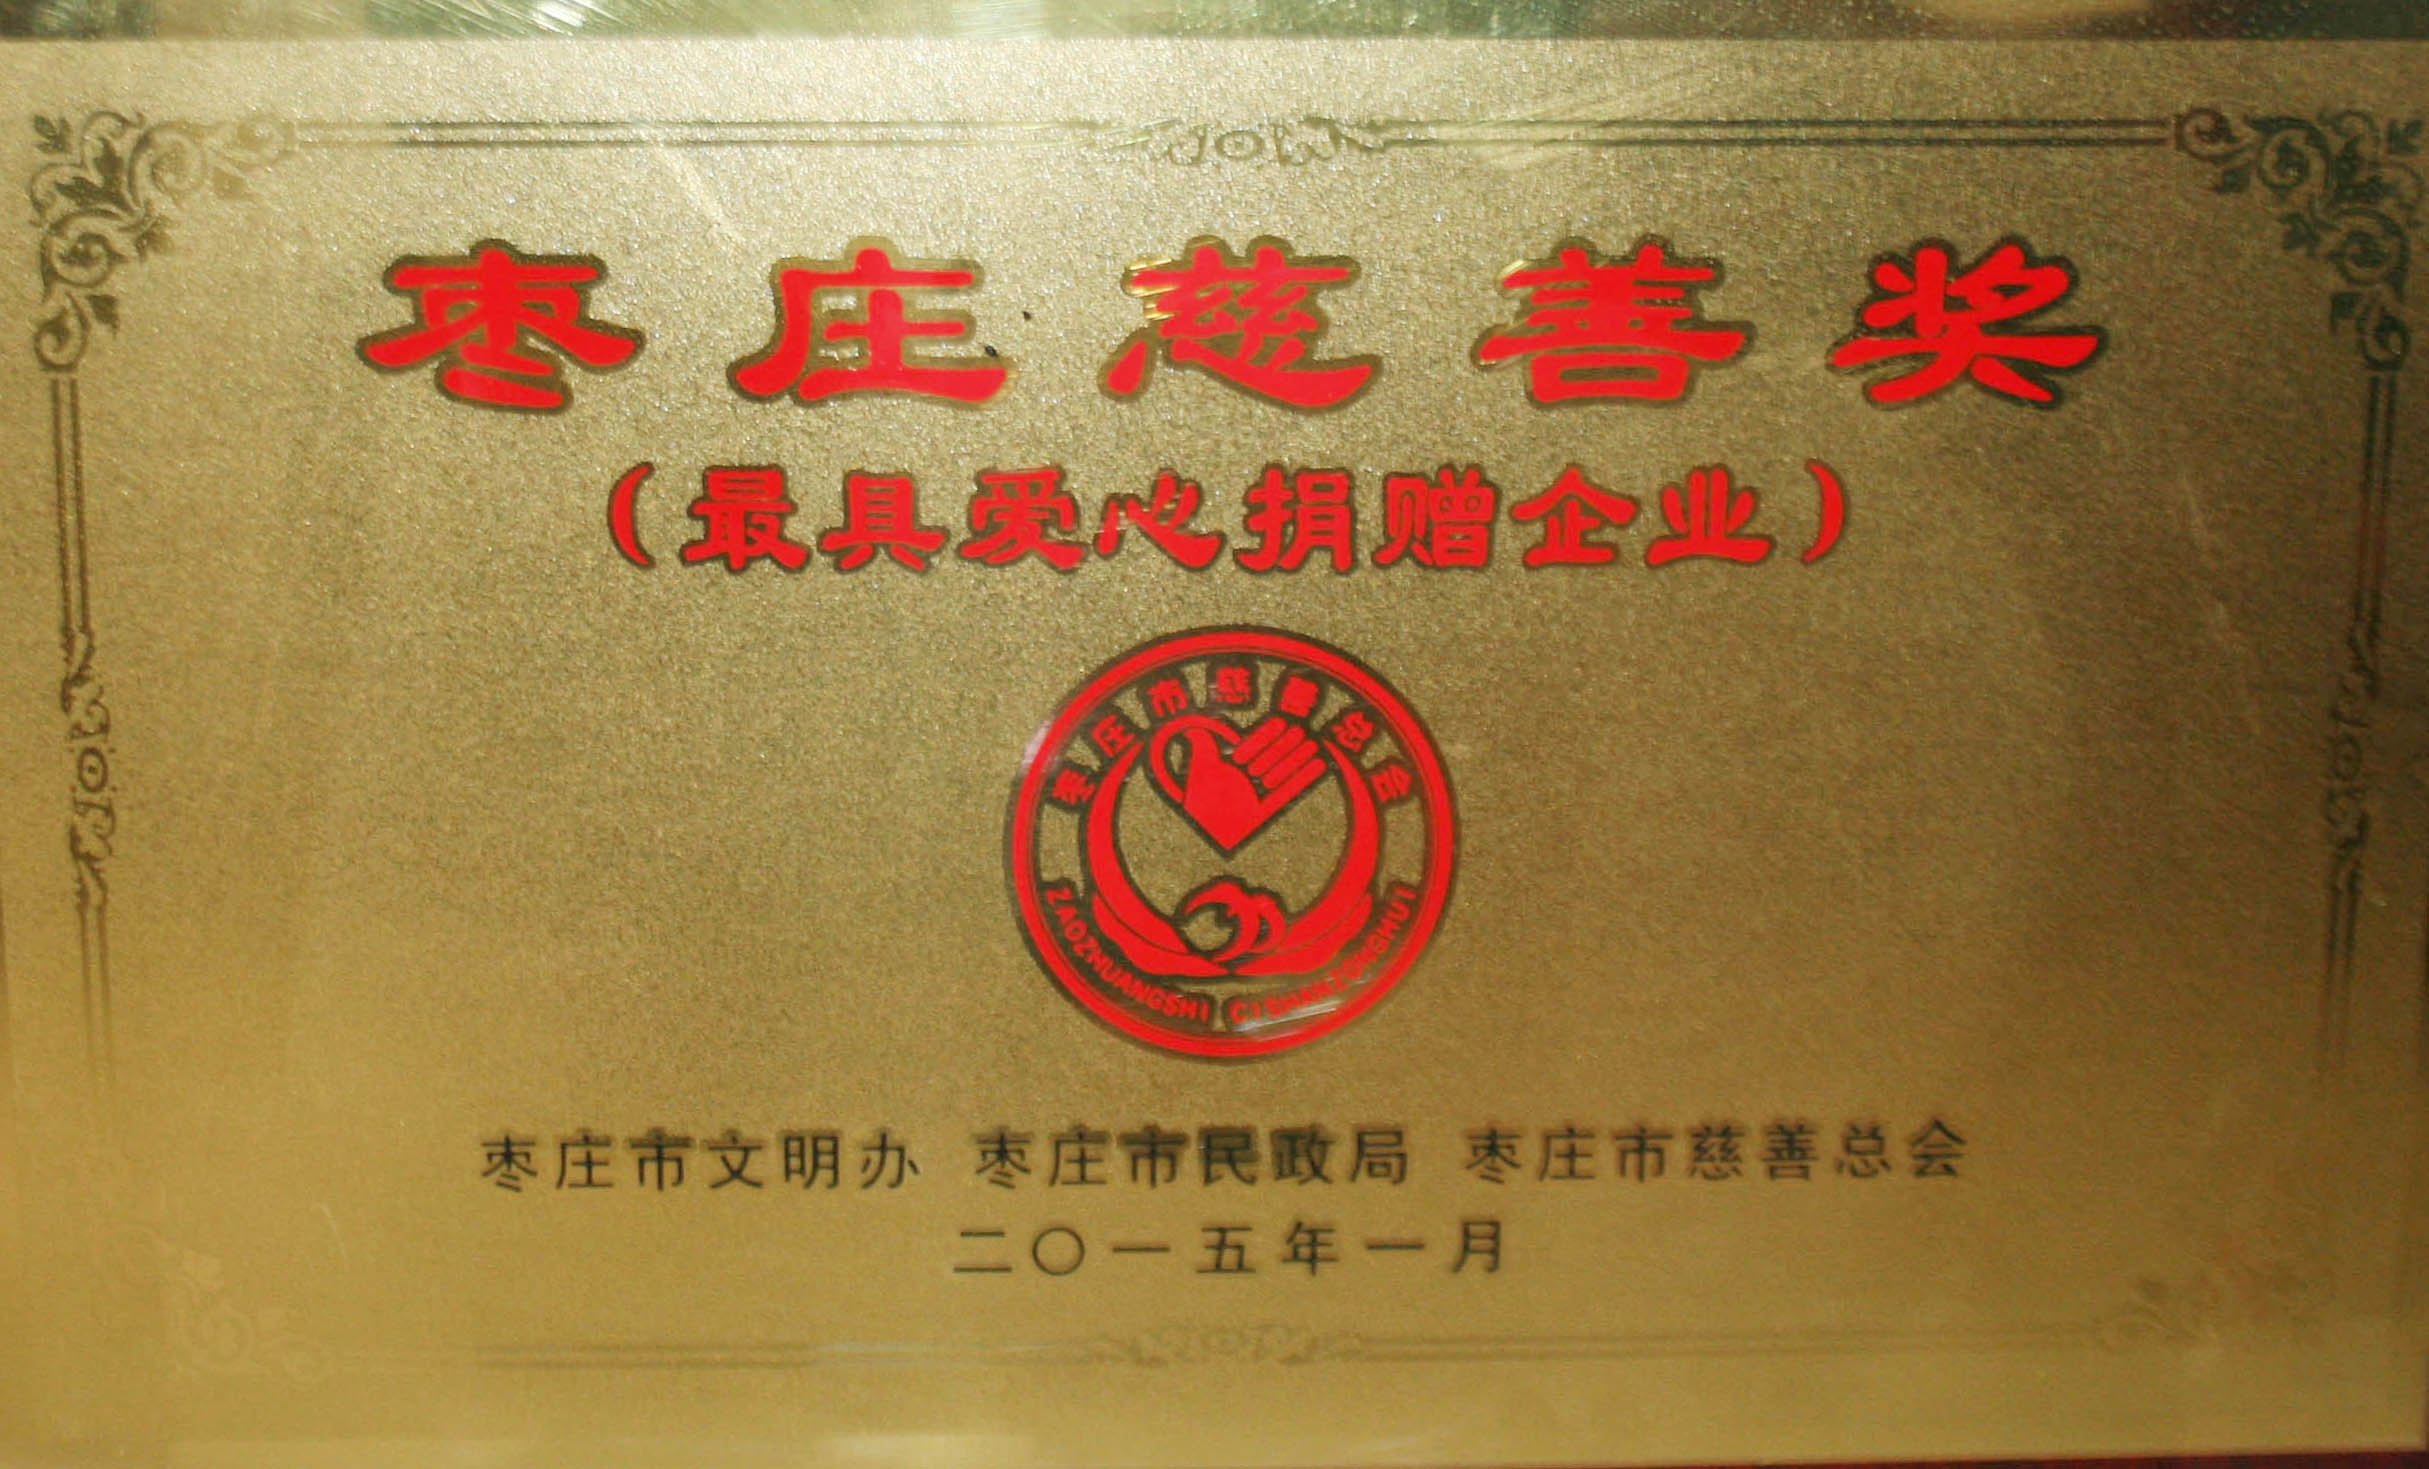 枣庄慈善奖
（最具爱心捐赠企业）
枣庄市慈善总会
ZAOZHUANGSHI CISHANZONGHUI
枣庄市文明办 枣庄市民政局 枣庄市慈善总会
二〇一五年一月